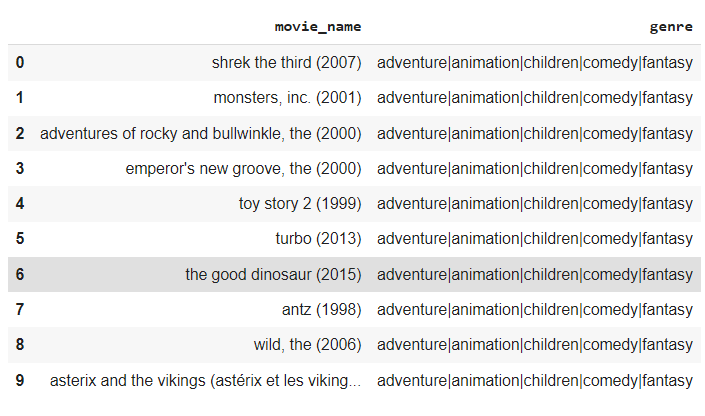 movie_name genre
0 shrek the third (2007) adventure|animation|children|comedy|fantasy
1 monsters, inc. (2001) adventure|animation|children|comedy|fantasy
2 adventures of rocky and bullwinkle, the (2000) adventure|animation|children|comedy|fantasy
3 emperor's new groove, the (2000) adventure|animation|children|comedy|fantasy
4 toy story 2 (1999) adventure|animation|children|comedy|fantasy
5 turbo (2013) adventure|animation|children|comedy|fantasy
6 the good dinosaur (2015) adventure|animation|children|comedy|fantasy
7 antz (1998) adventure|animation|children|comedy|fantasy
8 wild, the (2006) adventure|animation|children|comedy|fantasy
9 asterix and the vikings (astérix et les viking... adventure|animation|children|comedy|fantasy